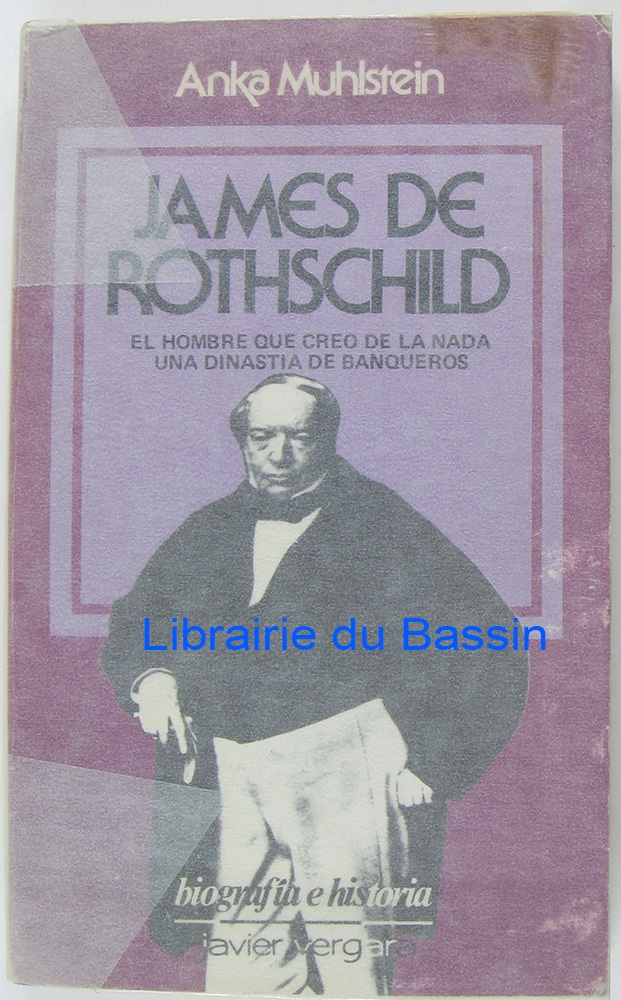 Anka Muhlstein
JAMES DE
ROTHSCHILD
EL HOMBRE QUE CREO DE LA NADA
UNA DINASTIA DE BANQUEROS
Librairie du Bassin
biografía e historia
javier vergara